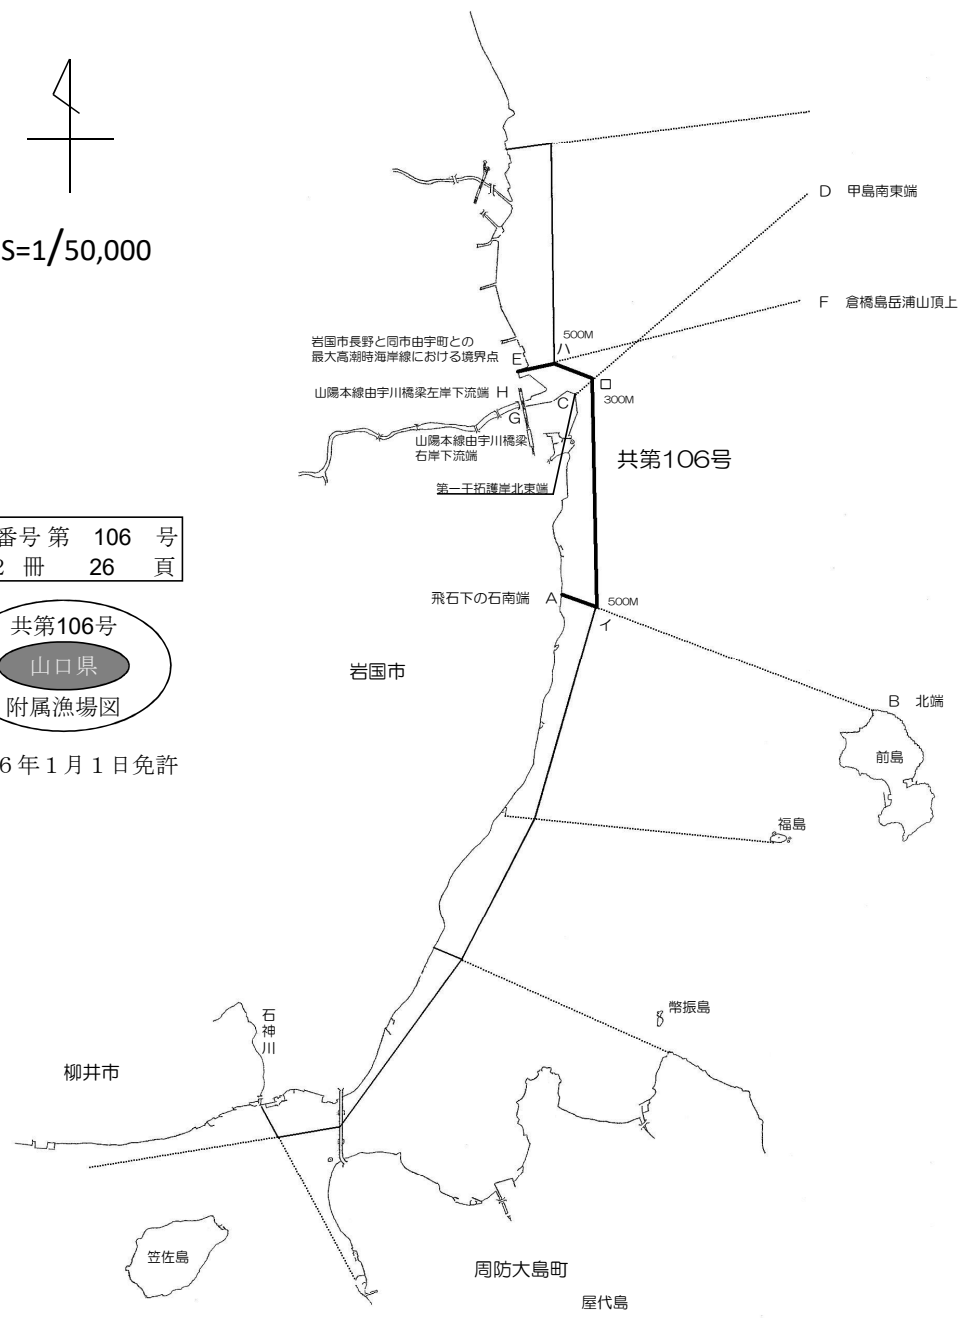 S=1/50,000
D 甲島南東端
F 倉橋島岳浦山頂上
500M
ハ
岩国市長野と同市由宇町との
最大高潮時海岸線における境界点
E
ロ
300M
山陽本線由宇川橋梁左岸下流端 H
C
G
山陽本線由宇川橋梁
右岸下流端
共第106号
第一干拓護岸北東端
番号 第 106 号
冊 26 頁
飛石下の石南端 A
500M
イ
共第106号
山口県
附属漁場図
岩国市
B 北端
前島
6年1月1日免許
福島
幣振島
石神川
柳井市
笠佐島
周防大島町
屋代島